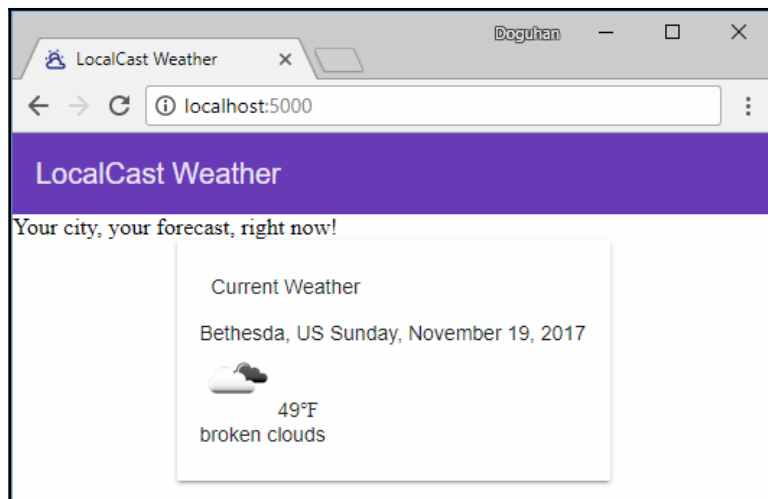 Doguhan
LocalCast Weather
localhost:5000
LocalCast Weather
Your city, your forecast, right now!
Current Weather
Bethesda, US Sunday, November 19, 2017
49°F
broken clouds